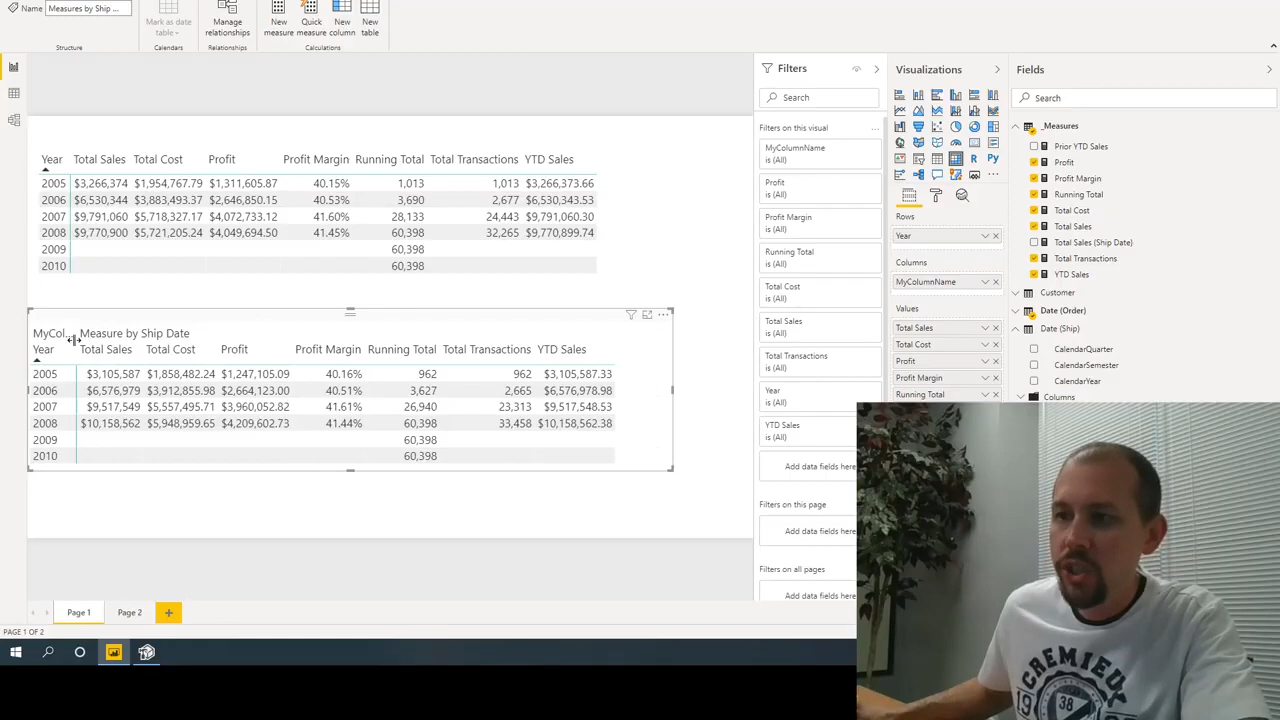 Name Measures by Ship ...
Mark as date table
Manage relationships
New measure
Quick measure
New column
New table
Structure
Calendars
Relationships
Calculations
Year Total Sales Total Cost Profit Profit Margin Running Total Total Transactions YTD Sales
2005 $3,266,374 $1,954,767.72 $1,311,605.87 40.15% 1,013 1,013 $3,266,373.66
2006 $6,530,344 $3,883,493.37 $2,646,850.15 40.53% 3,690 2,677 $6,530,343.53
2007 $9,791,060 $5,718,327.17 $4,072,733.12 41.60% 28,133 24,443 $9,791,060.30
2008 $9,770,900 $5,721,205.24 $4,049,694.50 41.45% 60,398 32,265 $9,770,899.74
2009 60,398
2010 60,398
MyCol... Measure by Ship Date
Year Total Sales Total Cost Profit Profit Margin Running Total Total Transactions YTD Sales
2005 $3,105,587 $1,858,482.24 $1,247,105.09 40.16% 962 962 $3,105,587.33
2006 $6,576,979 $3,912,855.98 $2,664,123.00 40.51% 3,627 2,665 $6,576,978.98
2007 $9,517,549 $5,557,495.71 $3,960,052.82 41.61% 26,940 23,313 $9,517,548.53
2008 $10,158,562 $5,948,959.65 $4,209,602.73 41.44% 60,398 33,458 $10,158,562.38
2009 60,398
2010 60,398
Page 1
Page 2
PAGE 1 OF 2
Filters
Search
Filters on this visual ...
MyColumnName
is (All)
Profit
is (All)
Profit Margin
is (All)
Running Total
is (All)
Total Cost
is (All)
Total Sales
is (All)
Total Transactions
is (All)
Year
is (All)
YTD Sales
is (All)
Add data fields here
Filters on this page
Add data fields here
Filters on all pages
Add data fields here
Visualizations
R Py
Rows
Year
Columns
MyColumnName
Values
Total Sales
Total Cost
Profit
Profit Margin
Running Total
Fields
Search
_Measures
Prior YTD Sales
Profit
Profit Margin
Running Total
Total Cost
Total Sales
Total Sales (Ship Date)
Total Transactions
YTD Sales
Customer
Date (Order)
Date (Ship)
CalendarQuarter
CalendarSemester
CalendarYear
Columns
CREMIEUX
19 38